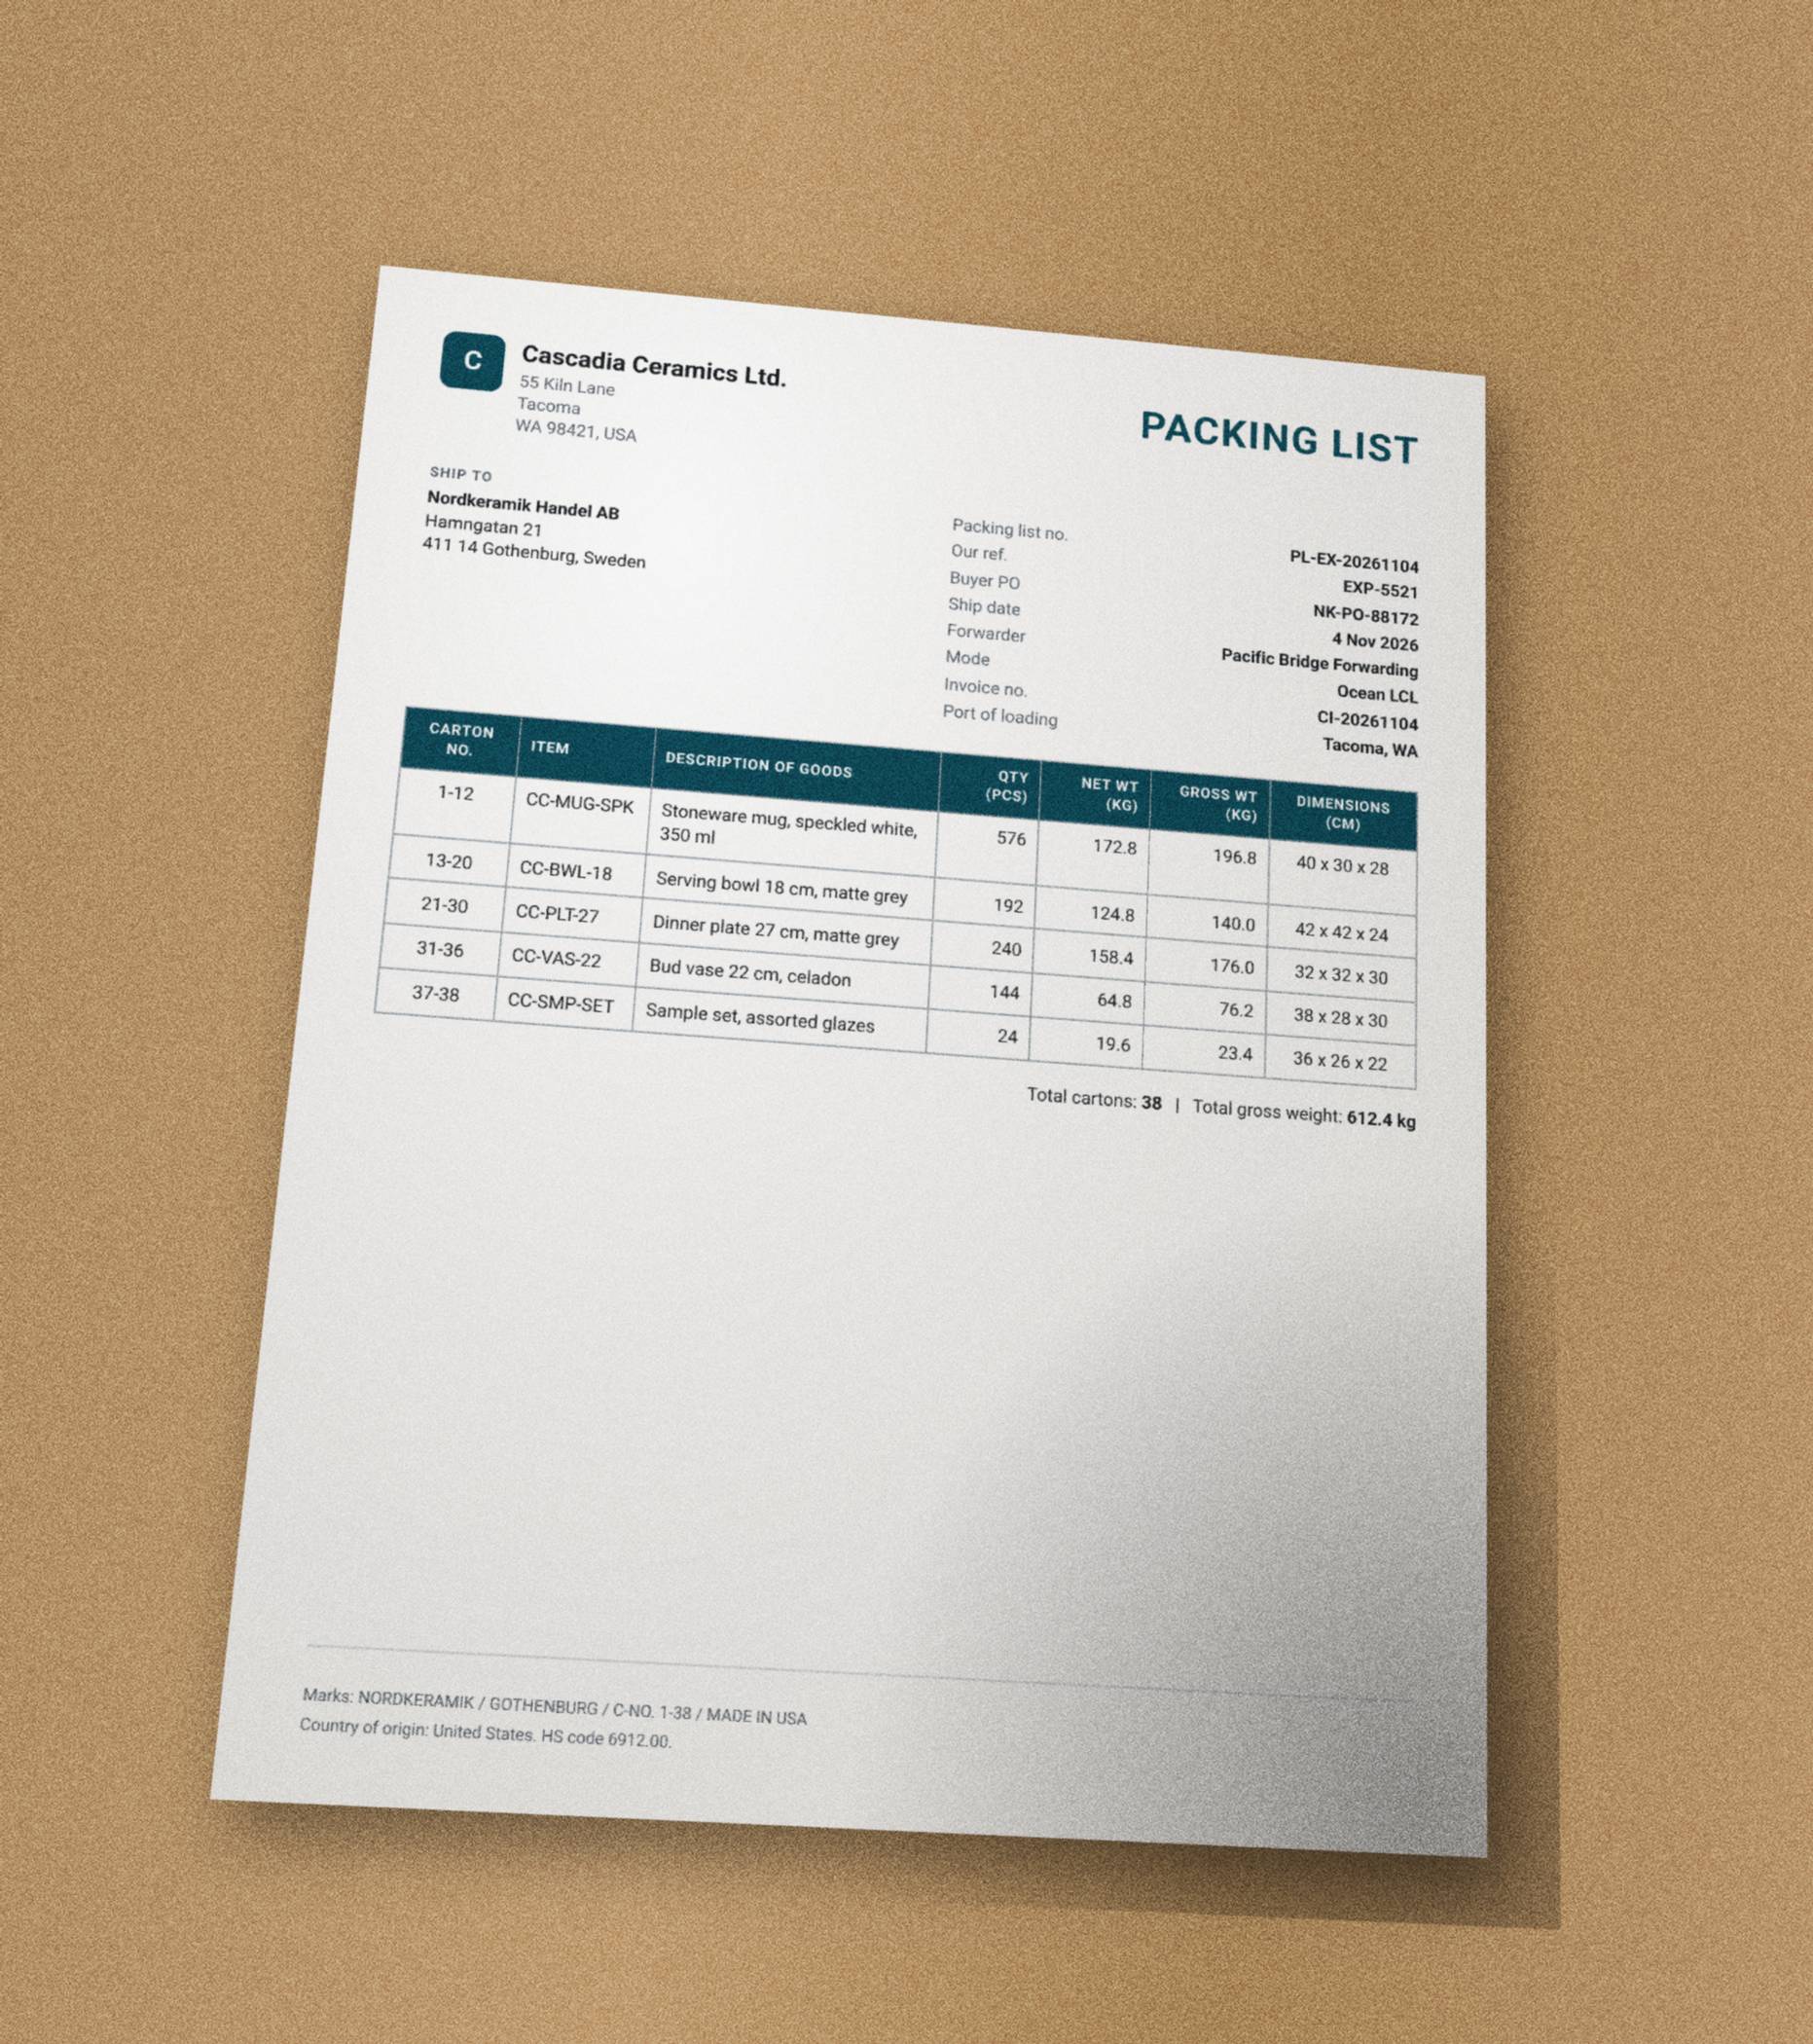 C
Cascadia Ceramics Ltd.
55 Kiln Lane
Tacoma
WA 98421, USA
PACKING LIST
SHIP TO
Nordkeramik Handel AB
Hamngatan 21
411 14 Gothenburg, Sweden
Packing list no. PL-EX-20261104
Our ref. EXP-5521
Buyer PO NK-PO-88172
Ship date 4 Nov 2026
Forwarder Pacific Bridge Forwarding
Mode Ocean LCL
Invoice no. CI-20261104
Port of loading Tacoma, WA
CARTON NO. ITEM DESCRIPTION OF GOODS QTY (PCS) NET WT (KG) GROSS WT (KG) DIMENSIONS (CM)
1-12 CC-MUG-SPK Stoneware mug, speckled white, 350 ml 576 172.8 196.8 40 x 30 x 28
13-20 CC-BWL-18 Serving bowl 18 cm, matte grey 192 124.8 140.0 42 x 42 x 24
21-30 CC-PLT-27 Dinner plate 27 cm, matte grey 240 158.4 176.0 32 x 32 x 30
31-36 CC-VAS-22 Bud vase 22 cm, celadon 144 64.8 76.2 38 x 28 x 30
37-38 CC-SMP-SET Sample set, assorted glazes 24 19.6 23.4 36 x 26 x 22
Total cartons: 38 | Total gross weight: 612.4 kg
Marks: NORDKERAMIK / GOTHENBURG / C-NO. 1-38 / MADE IN USA
Country of origin: United States. HS code 6912.00.